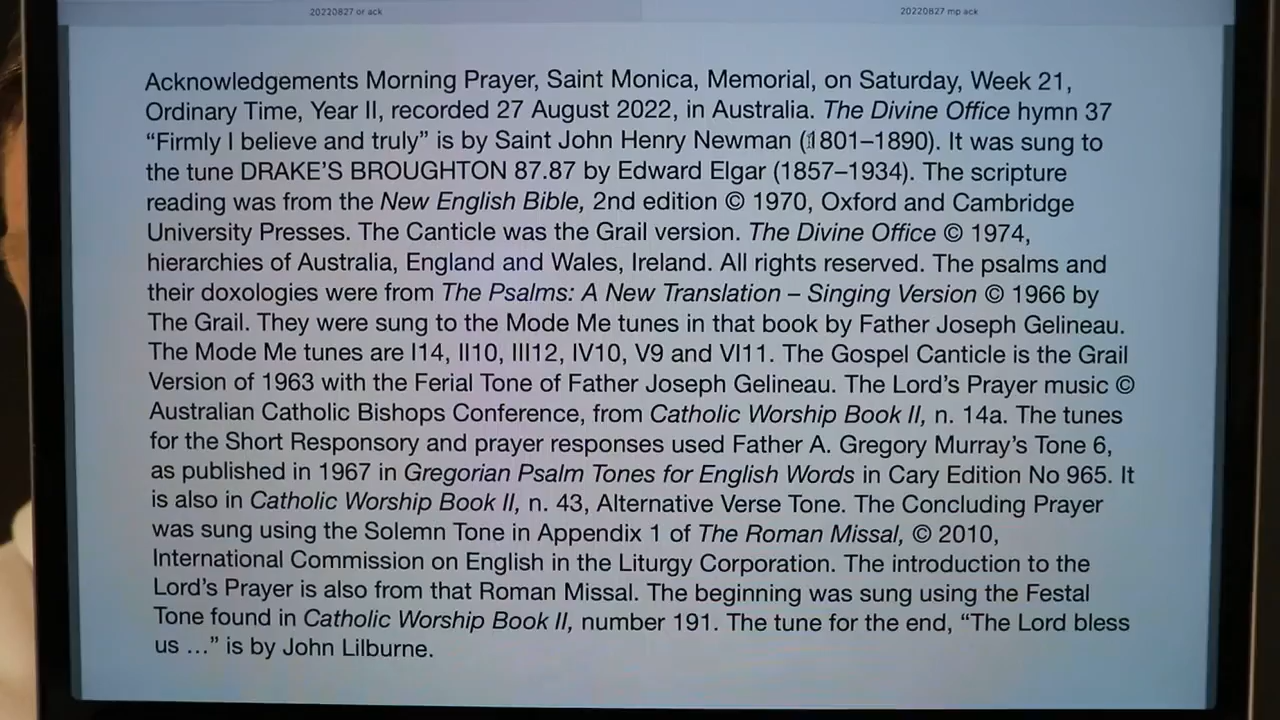 20220827 or ack
20220827 mp ack
Acknowledgements Morning Prayer, Saint Monica, Memorial, on Saturday, Week 21,
Ordinary Time, Year II, recorded 27 August 2022, in Australia. The Divine Office hymn 37
“Firmly I believe and truly” is by Saint John Henry Newman (1801–1890). It was sung to
the tune DRAKE’S BROUGHTON 87.87 by Edward Elgar (1857–1934). The scripture
reading was from the New English Bible, 2nd edition © 1970, Oxford and Cambridge
University Presses. The Canticle was the Grail version. The Divine Office © 1974,
hierarchies of Australia, England and Wales, Ireland. All rights reserved. The psalms and
their doxologies were from The Psalms: A New Translation – Singing Version © 1966 by
The Grail. They were sung to the Mode Me tunes in that book by Father Joseph Gelineau.
The Mode Me tunes are I14, II10, III12, IV10, V9 and VI11. The Gospel Canticle is the Grail
Version of 1963 with the Ferial Tone of Father Joseph Gelineau. The Lord’s Prayer music ©
Australian Catholic Bishops Conference, from Catholic Worship Book II, n. 14a. The tunes
for the Short Responsory and prayer responses used Father A. Gregory Murray’s Tone 6,
as published in 1967 in Gregorian Psalm Tones for English Words in Cary Edition No 965. It
is also in Catholic Worship Book II, n. 43, Alternative Verse Tone. The Concluding Prayer
was sung using the Solemn Tone in Appendix 1 of The Roman Missal, © 2010,
International Commission on English in the Liturgy Corporation. The introduction to the
Lord’s Prayer is also from that Roman Missal. The beginning was sung using the Festal
Tone found in Catholic Worship Book II, number 191. The tune for the end, “The Lord bless
us …” is by John Lilburne.